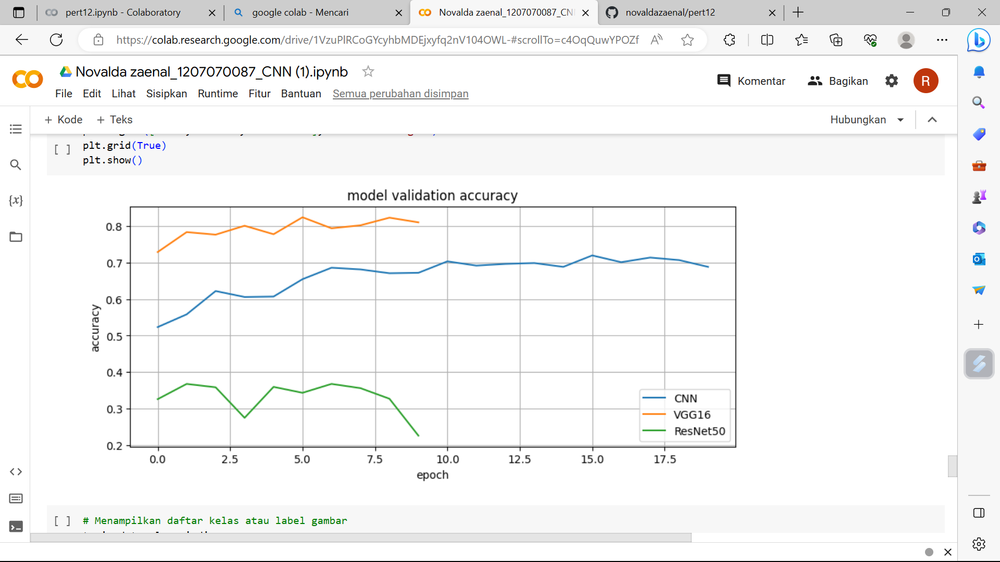 pert12.ipynb - Colaboratory
google colab - Mencari
Novalda zaenal_1207070087_CN
novaldazaenal/pert12
https://colab.research.google.com/drive/1VzuPlRCoGYcyhbMDEjxyfq2nV104OWL-#scrollTo=c4OqQuwYPOZf
Novalda zaenal_1207070087_CNN (1).ipynb
Komentar
Bagikan
R
File Edit Lihat Sisipkan Runtime Fitur Bantuan Semua perubahan disimpan
+ Kode + Teks
Hubungkan
[ ]
plt.grid(True)
plt.show()
model validation accuracy
accuracy
0.8
0.7
0.6
0.5
0.4
0.3
0.2
CNN
VGG16
ResNet50
0.0 2.5 5.0 7.5 10.0 12.5 15.0 17.5
epoch
[ ] # Menampilkan daftar kelas atau label gambar